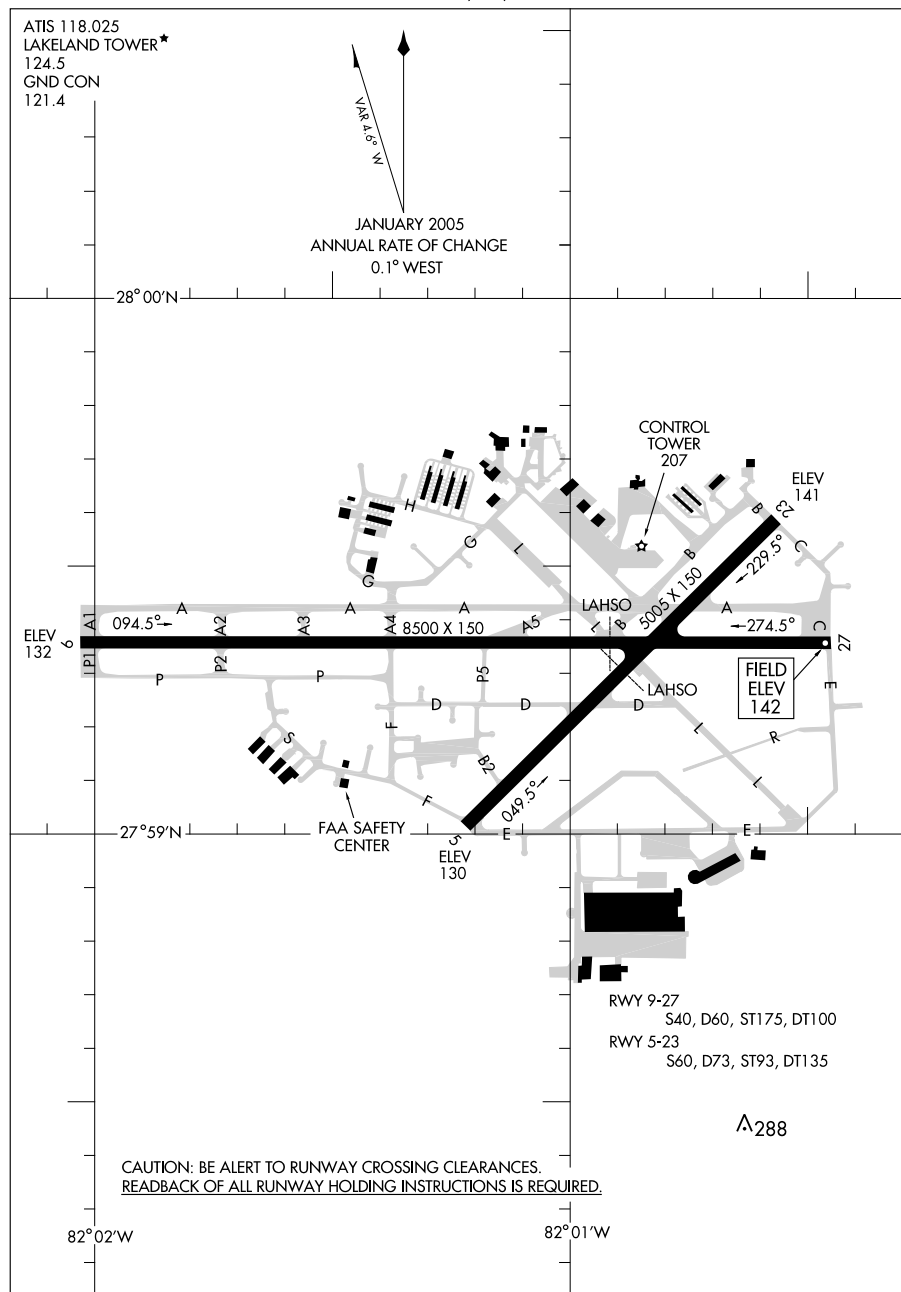 ATIS 118.025
LAKELAND TOWER★
124.5
GND CON
121.4
VAR 4.6° W
JANUARY 2005
ANNUAL RATE OF CHANGE
0.1° WEST
28°00'N
CONTROL
TOWER
207
ELEV
141
23
B
C
229.5°
H
G
L
B
G
5005 X 150
LAHSO
A
A
A
A
A1
094.5°
A2
A3
A4
8500 X 150
A5
L
B
274.5°
C
ELEV
132
9
27
P1
P2
P5
P
P
LAHSO
FIELD
ELEV
142
E
D
D
D
F
S
L
R
B2
L
049.5°
F
FAA SAFETY
CENTER
27°59'N
5
E
E
ELEV
130
RWY 9-27
S40, D60, ST175, DT100
RWY 5-23
S60, D73, ST93, DT135
288
CAUTION: BE ALERT TO RUNWAY CROSSING CLEARANCES.
READBACK OF ALL RUNWAY HOLDING INSTRUCTIONS IS REQUIRED.
82°02'W
82°01'W